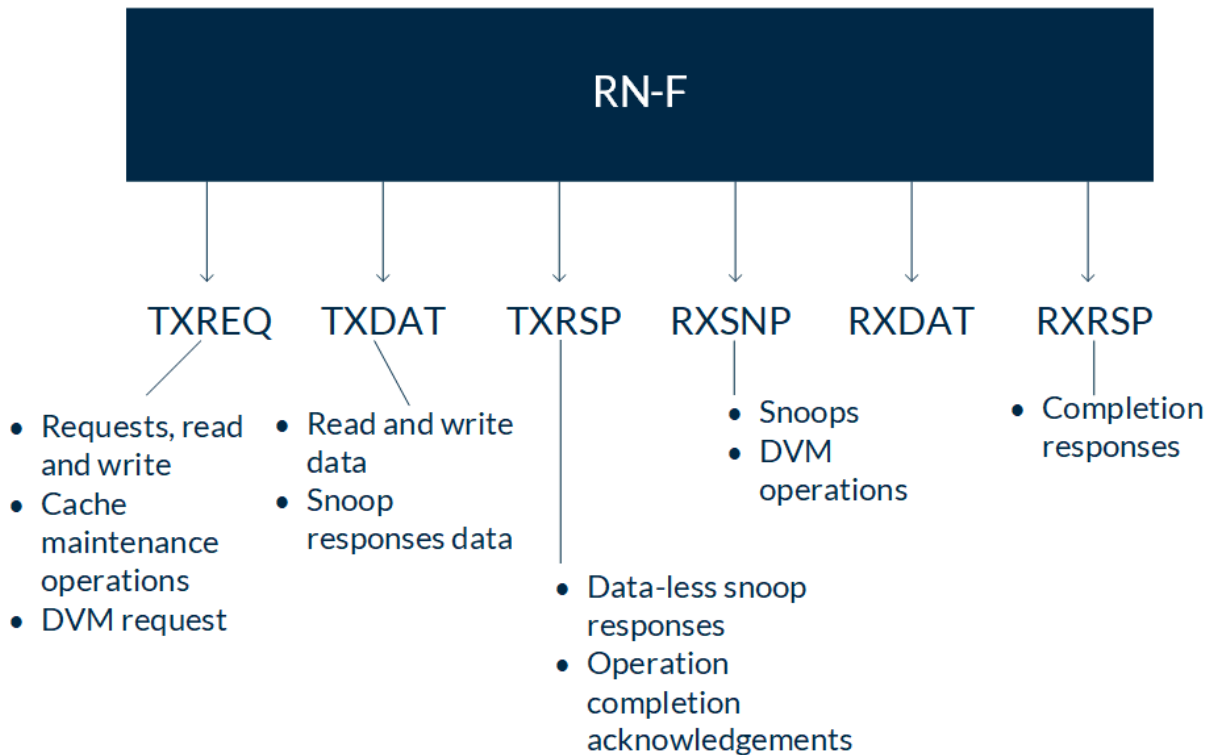 RN-F
TXREQ
TXDAT
TXRSP
RXSNP
RXDAT
RXRSP
• Requests, read
and write
• Cache
maintenance
operations
• DVM request
• Read and write
data
• Snoop
responses data
• Data-less snoop
responses
• Operation
completion
acknowledgements
• Snoops
• DVM
operations
• Completion
responses